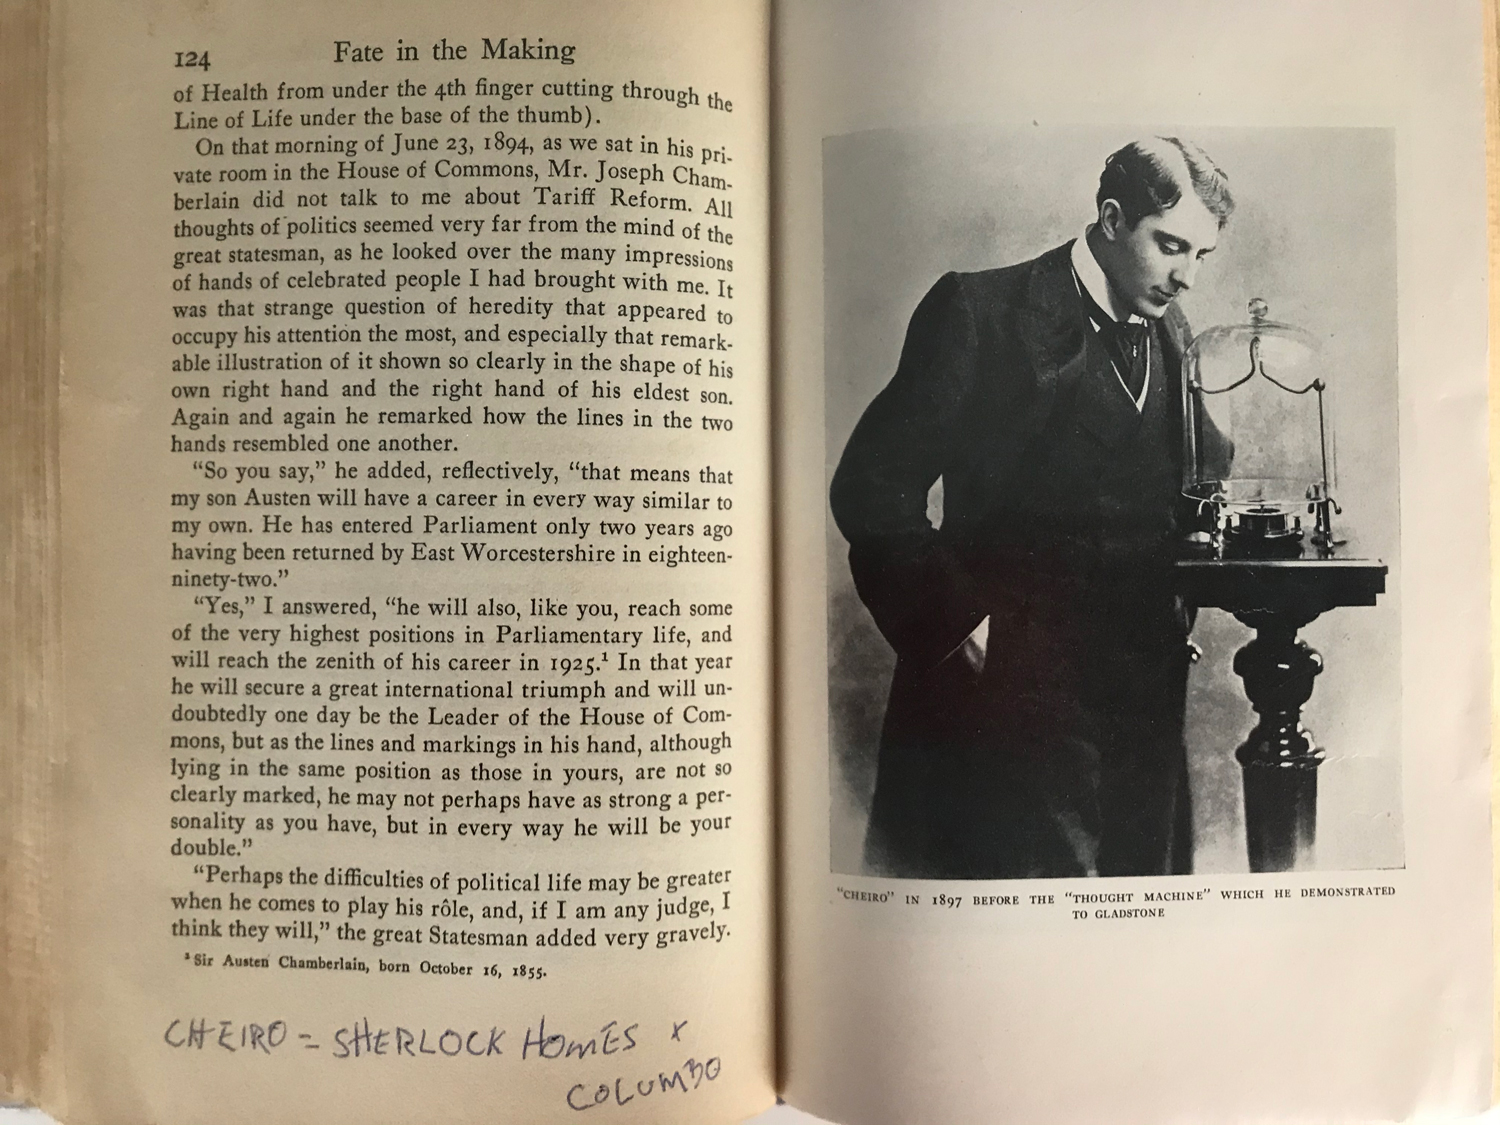 124 Fate in the Making
of Health from under the 4th finger cutting through the
Line of Life under the base of the thumb).
On that morning of June 23, 1894, as we sat in his pri-
vate room in the House of Commons, Mr. Joseph Cham-
berlain did not talk to me about Tariff Reform. All
thoughts of politics seemed very far from the mind of the
great statesman, as he looked over the many impressions
of hands of celebrated people I had brought with me. It
was that strange question of heredity that appeared to
occupy his attention the most, and especially that remark-
able illustration of it shown so clearly in the shape of his
own right hand and the right hand of his eldest son.
Again and again he remarked how the lines in the two
hands resembled one another.
“So you say,” he added, reflectively, “that means that
my son Austen will have a career in every way similar to
my own. He has entered Parliament only two years ago
having been returned by East Worcestershire in eighteen-
ninety-two.”
“Yes,” I answered, “he will also, like you, reach some
of the very highest positions in Parliamentary life, and
will reach the zenith of his career in 1925.¹ In that year
he will secure a great international triumph and will un-
doubtedly one day be the Leader of the House of Com-
mons, but as the lines and markings in his hand, although
lying in the same position as those in yours, are not so
clearly marked, he may not perhaps have as strong a per-
sonality as you have, but in every way he will be your
double.”
“Perhaps the difficulties of political life may be greater
when he comes to play his rôle, and, if I am any judge, I
think they will,” the great Statesman added very gravely.
¹ Sir Austen Chamberlain, born October 16, 1855.
CHEIRO = SHERLOCK HOMES x
COLUMBO
“CHEIRO” IN 1897 BEFORE THE “THOUGHT MACHINE” WHICH HE DEMONSTRATED
TO GLADSTONE